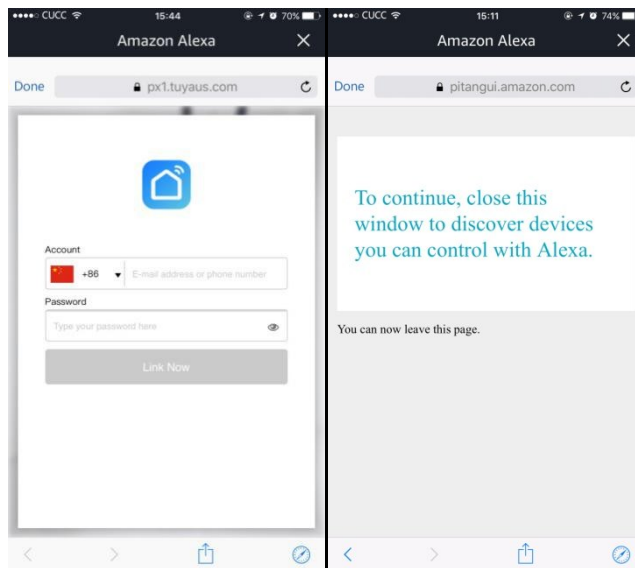 CUCC 15:44 70%
Amazon Alexa
Done px1.tuyaus.com
Account
+86 E-mail address or phone number
Password
Type your password here
Link Now
CUCC 15:11 74%
Amazon Alexa
Done pitangui.amazon.com
To continue, close this
window to discover devices
you can control with Alexa.
You can now leave this page.